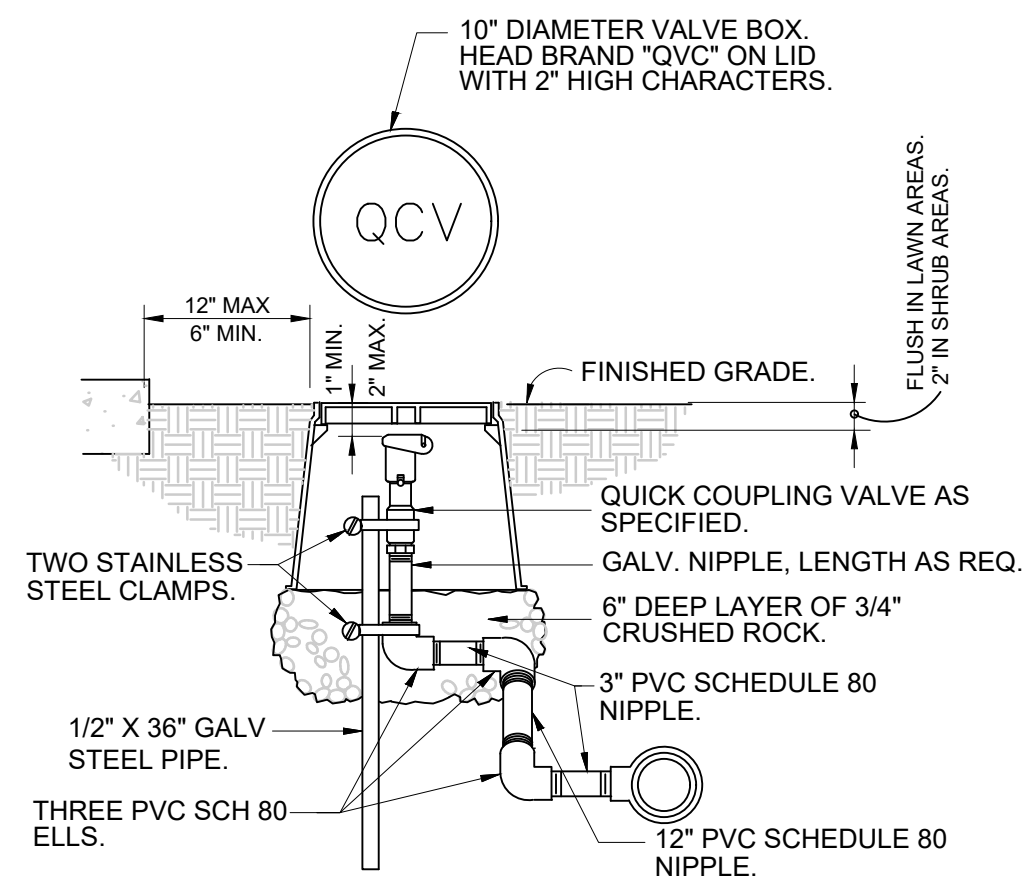 10" DIAMETER VALVE BOX.
HEAD BRAND "QVC" ON LID
WITH 2" HIGH CHARACTERS.
QCV
12" MAX
6" MIN.
1" MIN.
2" MAX.
FINISHED GRADE.
FLUSH IN LAWN AREAS.
2" IN SHRUB AREAS.
QUICK COUPLING VALVE AS
SPECIFIED.
TWO STAINLESS
STEEL CLAMPS.
GALV. NIPPLE, LENGTH AS REQ.
6" DEEP LAYER OF 3/4"
CRUSHED ROCK.
3" PVC SCHEDULE 80
NIPPLE.
1/2" X 36" GALV
STEEL PIPE.
THREE PVC SCH 80
ELLS.
12" PVC SCHEDULE 80
NIPPLE.